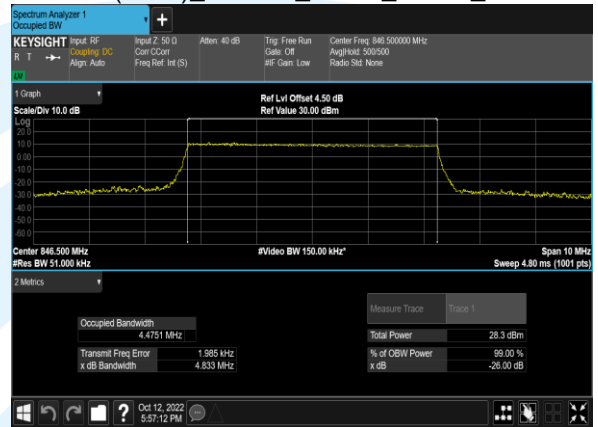 Spectrum Analyzer 1
Occupied BW
KEYSIGHT
R T
LU
Input: RF
Coupling: DC
Align: Auto
Input Z: 50 Ω
Corr CCorr
Freq Ref: Int (S)
Atten: 40 dB
Trig: Free Run
Gate: Off
#IF Gain: Low
Center Freq: 846.500000 MHz
Avg|Hold: 500/500
Radio Std: None
1 Graph
Scale/Div 10.0 dB
Ref Lvl Offset 4.50 dB
Ref Value 30.00 dBm
Log
20.0
10.0
0.00
-10.0
-20.0
-30.0
-40.0
-50.0
-60.0
Center 846.500 MHz
#Res BW 51.000 kHz
#Video BW 150.00 kHz*
Span 10 MHz
Sweep 4.80 ms (1001 pts)
2 Metrics
Measure Trace Trace 1
Occupied Bandwidth
4.4751 MHz
Total Power 28.3 dBm
Transmit Freq Error 1.985 kHz
% of OBW Power 99.00 %
x dB Bandwidth 4.833 MHz
x dB -26.00 dB
?
Oct 12, 2022
5:57:12 PM